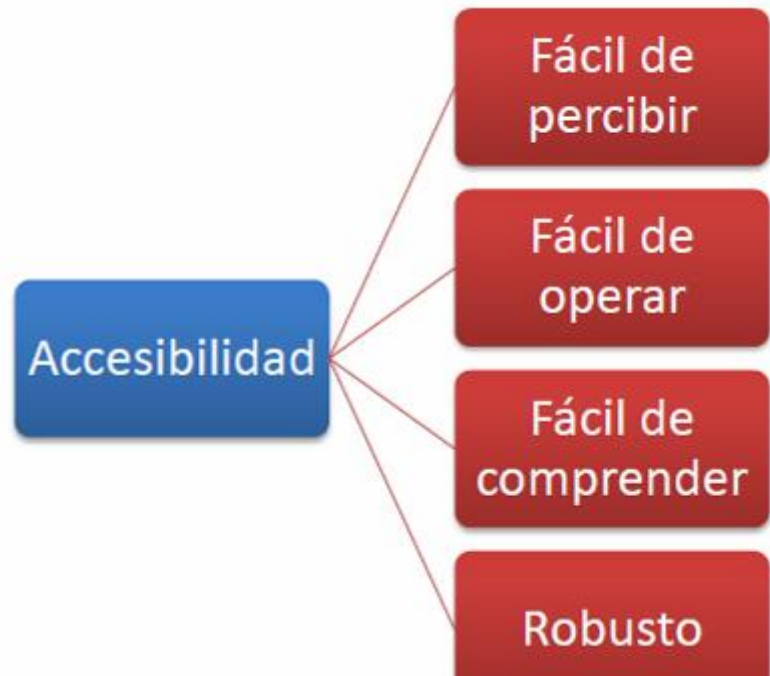 Accesibilidad
Fácil de
percibir
Fácil de
operar
Fácil de
comprender
Robusto